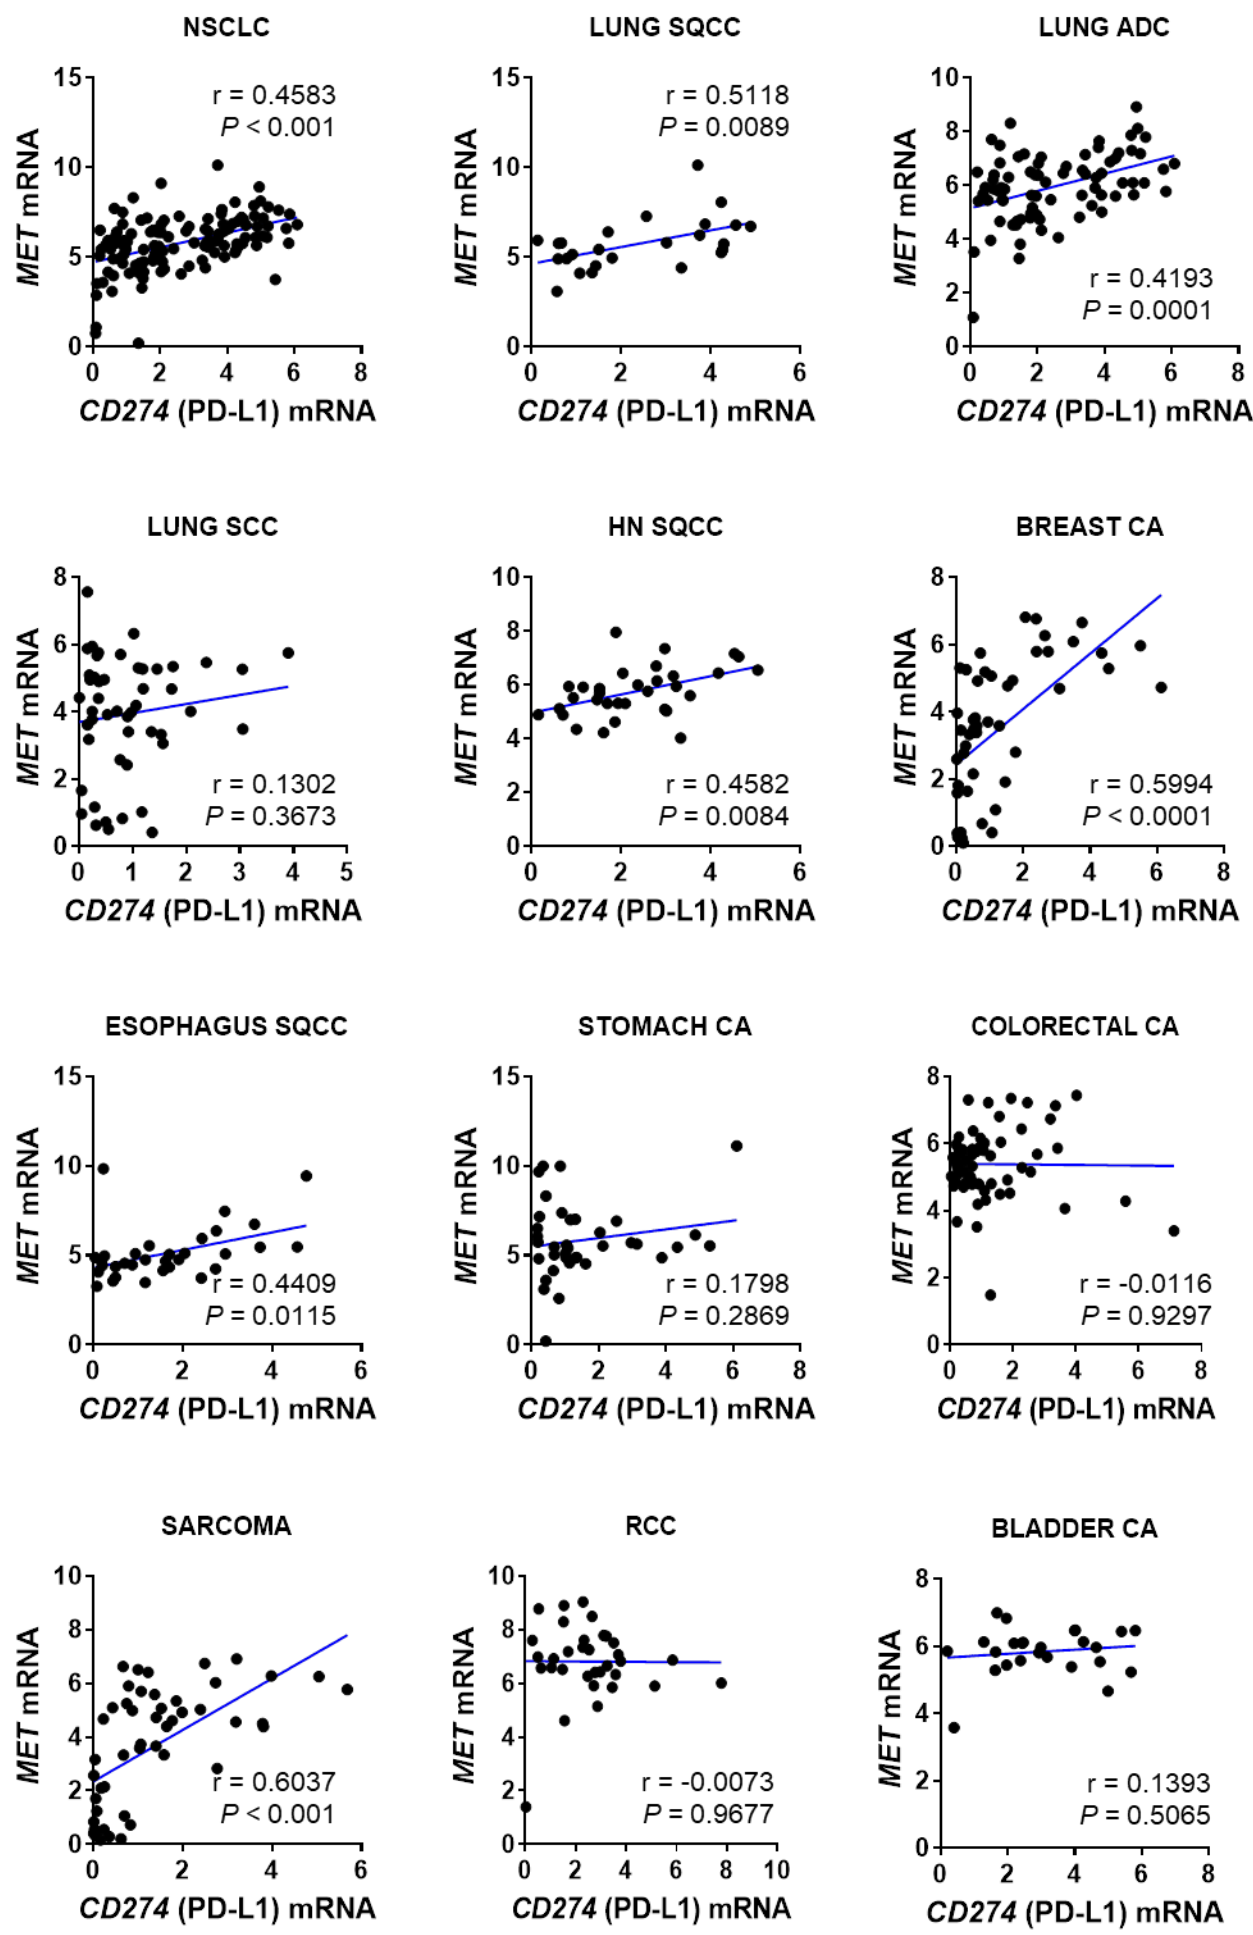 NSCLC
LUNG SQCC
LUNG ADC
15
10
5
0
0 2 4 6 8
r = 0.4583
P < 0.001
MET mRNA
CD274 (PD-L1) mRNA
15
10
5
0
0 2 4 6
r = 0.5118
P = 0.0089
MET mRNA
CD274 (PD-L1) mRNA
10
8
6
4
2
0
0 2 4 6 8
r = 0.4193
P = 0.0001
MET mRNA
CD274 (PD-L1) mRNA
LUNG SCC
HN SQCC
BREAST CA
8
6
4
2
0
0 1 2 3 4 5
r = 0.1302
P = 0.3673
MET mRNA
CD274 (PD-L1) mRNA
10
8
6
4
2
0
0 2 4 6
r = 0.4582
P = 0.0084
MET mRNA
CD274 (PD-L1) mRNA
8
6
4
2
0
0 2 4 6 8
r = 0.5994
P < 0.0001
MET mRNA
CD274 (PD-L1) mRNA
ESOPHAGUS SQCC
STOMACH CA
COLORECTAL CA
15
10
5
0
0 2 4 6
r = 0.4409
P = 0.0115
MET mRNA
CD274 (PD-L1) mRNA
15
10
5
0
0 2 4 6 8
r = 0.1798
P = 0.2869
MET mRNA
CD274 (PD-L1) mRNA
8
6
4
2
0
0 2 4 6 8
r = -0.0116
P = 0.9297
MET mRNA
CD274 (PD-L1) mRNA
SARCOMA
RCC
BLADDER CA
10
8
6
4
2
0
0 2 4 6
r = 0.6037
P < 0.001
MET mRNA
CD274 (PD-L1) mRNA
10
8
6
4
2
0
0 2 4 6 8 10
r = -0.0073
P = 0.9677
MET mRNA
CD274 (PD-L1) mRNA
8
6
4
2
0
0 2 4 6 8
r = 0.1393
P = 0.5065
MET mRNA
CD274 (PD-L1) mRNA